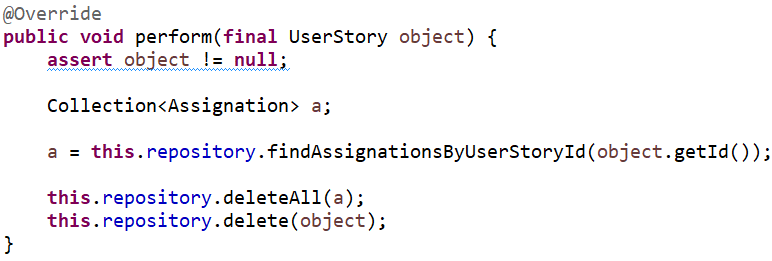 @Override
public void perform(final UserStory object) {
    assert object != null;

    Collection<Assignation> a;

    a = this.repository.findAssignationsByUserStoryId(object.getId());

    this.repository.deleteAll(a);
    this.repository.delete(object);
}